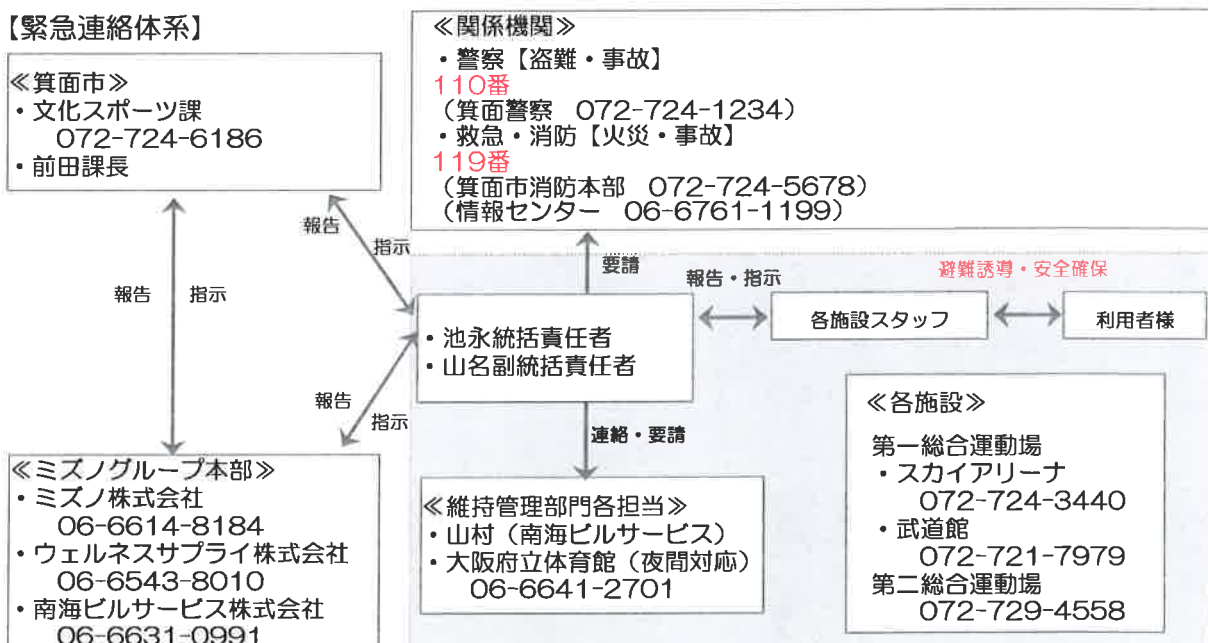 【緊急連絡体系】
≪箕面市≫
・文化スポーツ課
072-724-6186
・前田課長
≪関係機関≫
・警察【盗難・事故】
110番
（箕面警察 072-724-1234）
・救急・消防【火災・事故】
119番
（箕面市消防本部 072-724-5678）
（情報センター 06-6761-1199）
報告
指示
報告
指示
要請
報告・指示
避難誘導・安全確保
・池永統括責任者
・山名副統括責任者
各施設スタッフ
利用者様
報告
指示
連絡・要請
≪ミズノグループ本部≫
・ミズノ株式会社
06-6614-8184
・ウェルネスサプライ株式会社
06-6543-8010
・南海ビルサービス株式会社
06-6631-0991
≪維持管理部門各担当≫
・山村（南海ビルサービス）
・大阪府立体育館（夜間対応）
06-6641-2701
≪各施設≫
第一総合運動場
・スカイアリーナ
072-724-3440
・武道館
072-721-7979
第二総合運動場
072-729-4558